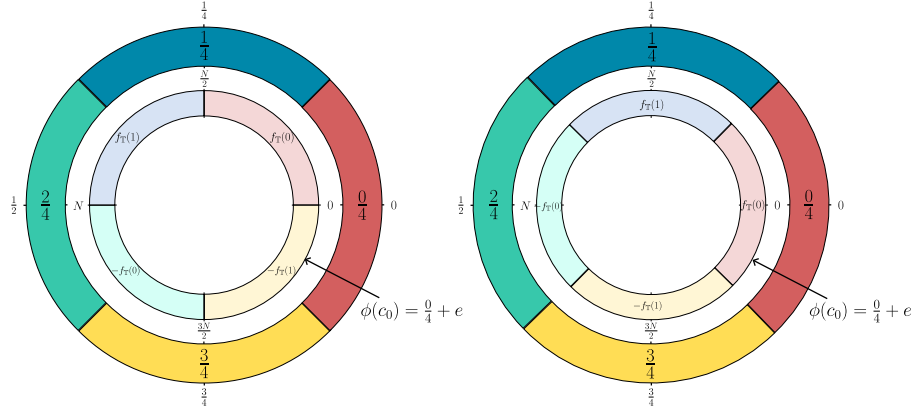 1/4
1/4
N/2
f_T(1)
f_T(0)
1/2
2/4
N
0
0/4
0
-f_T(0)
-f_T(1)
ϕ(c₀) = 0/4 + e
3N/2
3/4
3/4
1/4
1/4
N/2
f_T(1)
1/2
2/4
N
-f_T(0)
f_T(0)
0
0/4
0
-f_T(1)
ϕ(c₀) = 0/4 + e
3N/2
3/4
3/4